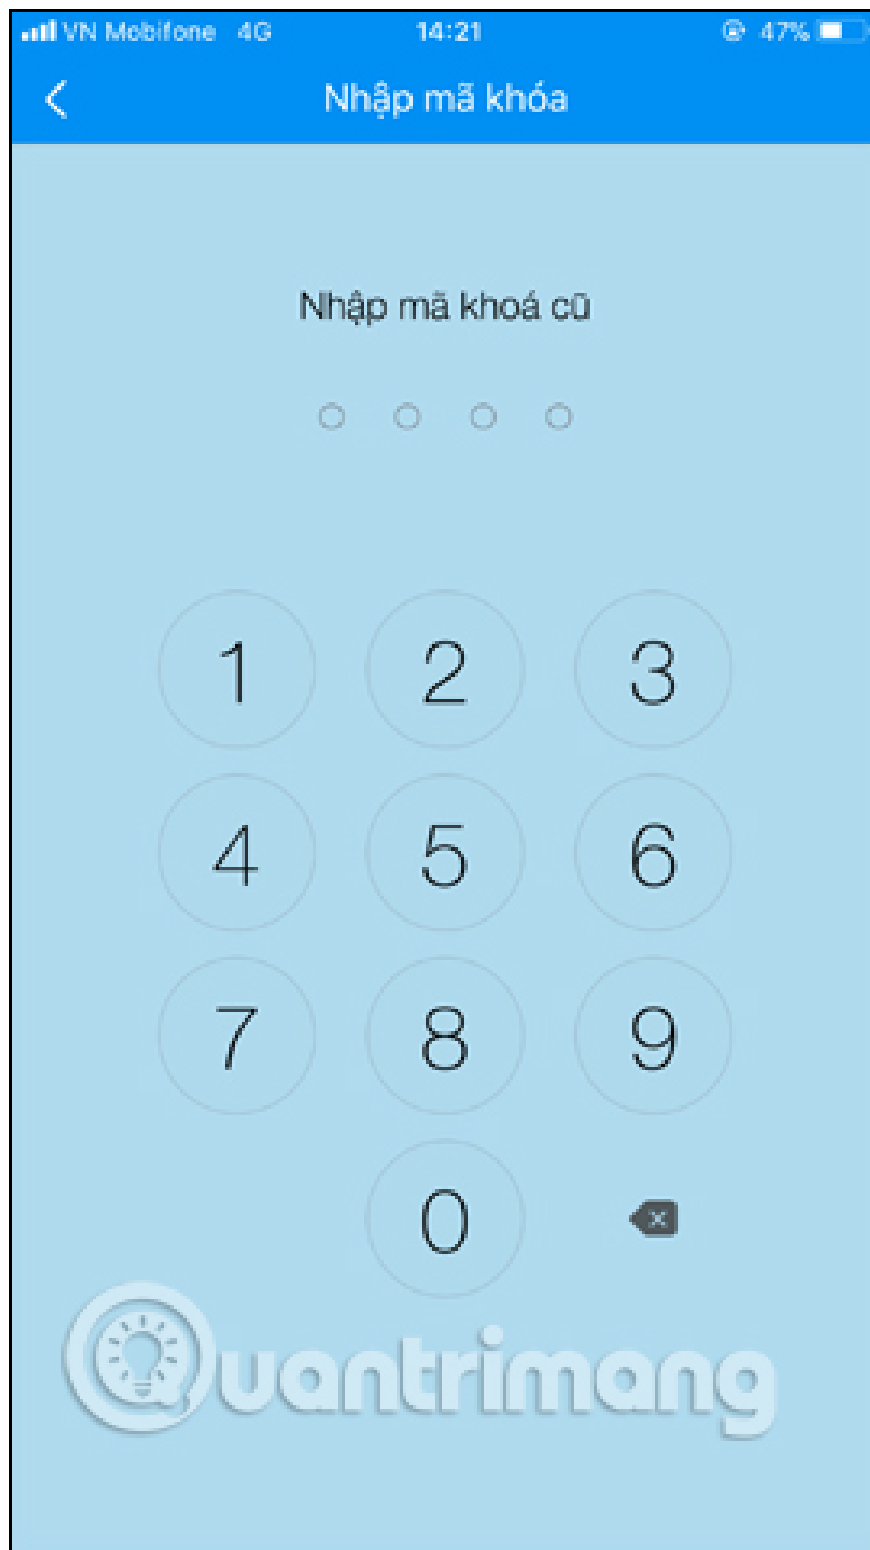 VN Mobifone 4G 14:21 47%
Nhập mã khóa
Nhập mã khoá cũ
1 2 3
4 5 6
7 8 9
0
Quantrimang